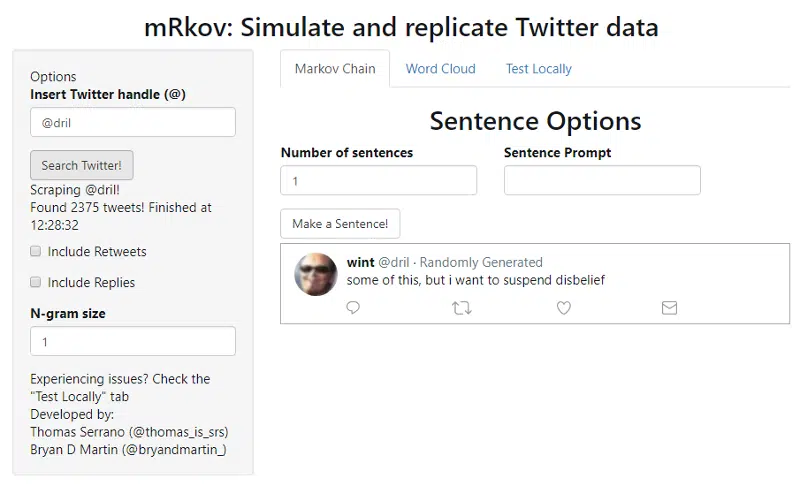 mRkov: Simulate and replicate Twitter data
Options
Insert Twitter handle (@)
@dril
Search Twitter!
Scraping @dril!
Found 2375 tweets! Finished at
12:28:32
Include Retweets
Include Replies
N-gram size
1
Experiencing issues? Check the
"Test Locally" tab
Developed by:
Thomas Serrano (@thomas_is_srs)
Bryan D Martin (@bryandmartin_)
Markov Chain
Word Cloud
Test Locally
Sentence Options
Number of sentences
Sentence Prompt
1
Make a Sentence!
wint @dril · Randomly Generated
some of this, but i want to suspend disbelief